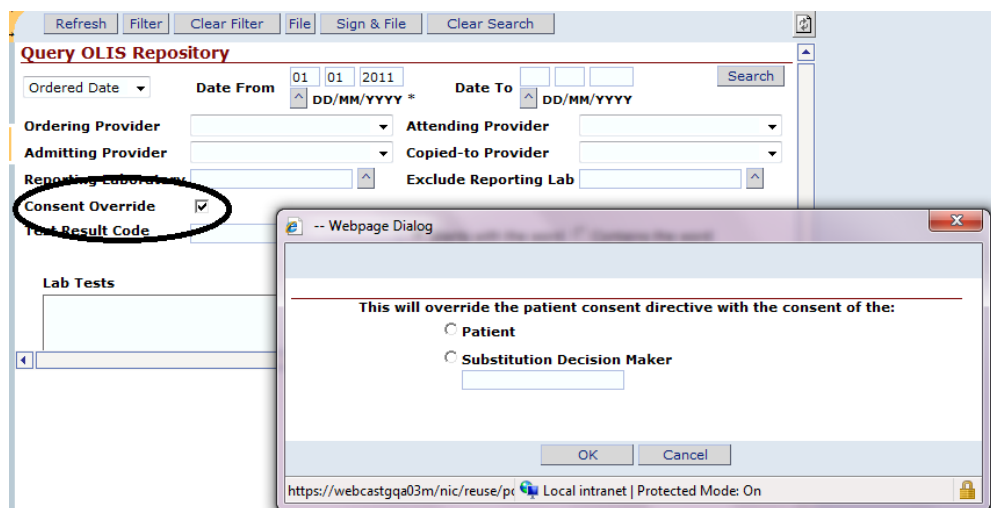 Refresh Filter Clear Filter File Sign & File Clear Search
Query OLIS Repository
Ordered Date Date From 01 01 2011 DD/MM/YYYY * Date To DD/MM/YYYY Search
Ordering Provider Attending Provider
Admitting Provider Copied-to Provider
Reporting Laboratory Exclude Reporting Lab
Consent Override
Test Result Code
Lab Tests
-- Webpage Dialog
This will override the patient consent directive with the consent of the:
Patient
Substitution Decision Maker
OK Cancel
https://webcastgqa03m/nic/reuse/po Local intranet | Protected Mode: On